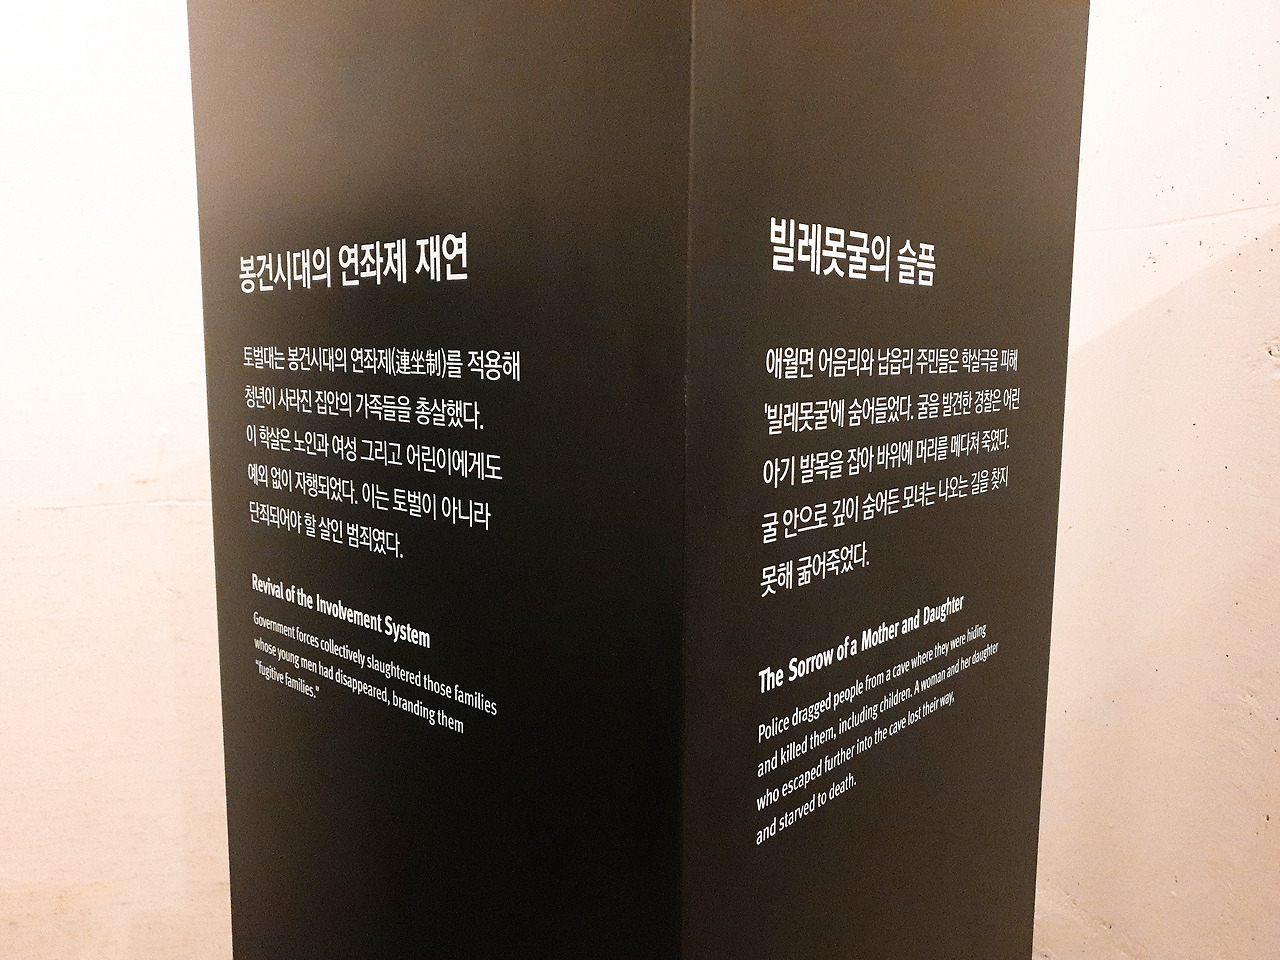 봉건시대의 연좌제 재연
토벌대는 봉건시대의 연좌제(連坐制)를 적용해
청년이 사라진 집안의 가족들을 총살했다.
이 학살은 노인과 여성 그리고 어린이에게도
예외 없이 자행되었다. 이는 토벌이 아니라
단죄되어야 할 살인 범죄였다.
Revival of the Involvement System
Government forces collectively slaughtered those families
whose young men had disappeared, branding them
"fugitive families."
빌레못굴의 슬픔
애월면 어음리와 납읍리 주민들은 학살극을 피해
'빌레못굴'에 숨어들었다. 굴을 발견한 경찰은 어린
아기 발목을 잡아 바위에 머리를 메다쳐 죽였다.
굴 안으로 깊이 숨어든 모녀는 나오는 길을 찾지
못해 굶어죽었다.
The Sorrow of a Mother and Daughter
Police dragged people from a cave where they were hiding
and killed them, including children. A woman and her daughter
who escaped further into the cave lost their way,
and starved to death.